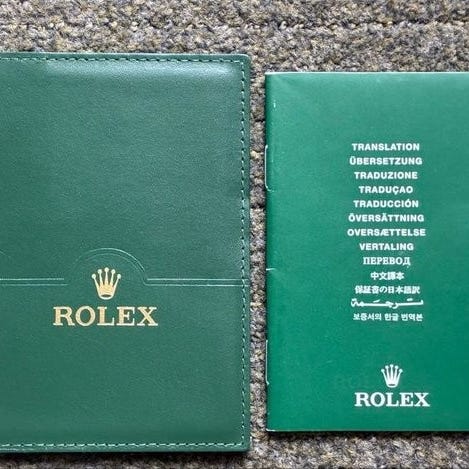 ROLEX
TRANSLATION
ÜBERSETZUNG
TRADUZIONE
TRADUÇAO
TRADUCCIÓN
ÖVERSÄTTNING
OVERSÆTTELSE
VERTALING
ПЕРЕВОД
中文譯本
保証書の日本語訳
ترجمة
보증서의 한글 번역본
ROLEX